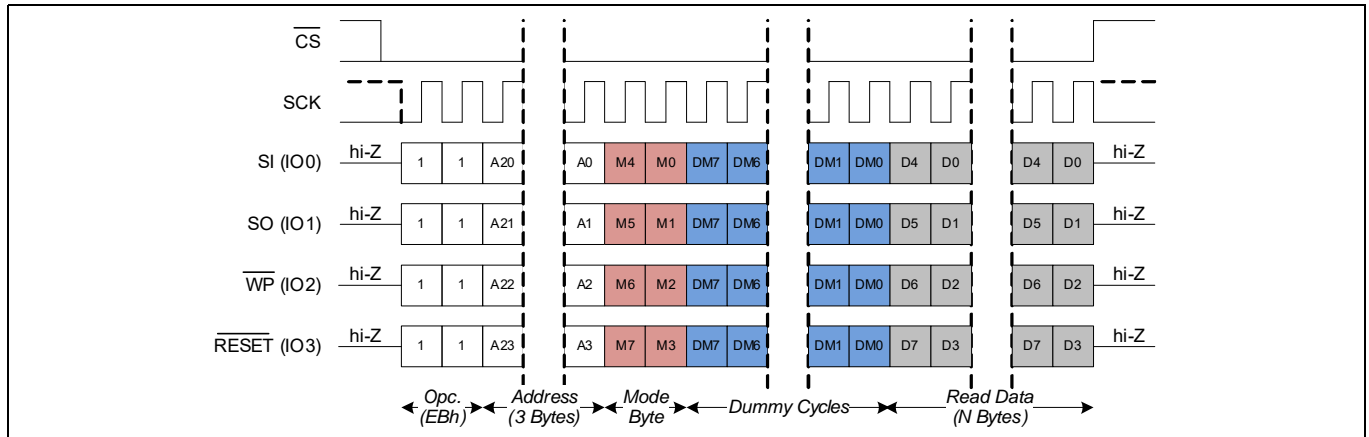 CS
SCK
SI (IO0) hi-Z 1 1 A20 A0 M4 M0 DM7 DM6 DM1 DM0 D4 D0 D4 D0 hi-Z
SO (IO1) hi-Z 1 1 A21 A1 M5 M1 DM7 DM6 DM1 DM0 D5 D1 D5 D1 hi-Z
WP (IO2) hi-Z 1 1 A22 A2 M6 M2 DM7 DM6 DM1 DM0 D6 D2 D6 D2 hi-Z
RESET (IO3) hi-Z 1 1 A23 A3 M7 M3 DM7 DM6 DM1 DM0 D7 D3 D7 D3 hi-Z
Opc. Address Mode Dummy Cycles Read Data
(EBh) (3 Bytes) Byte (N Bytes)